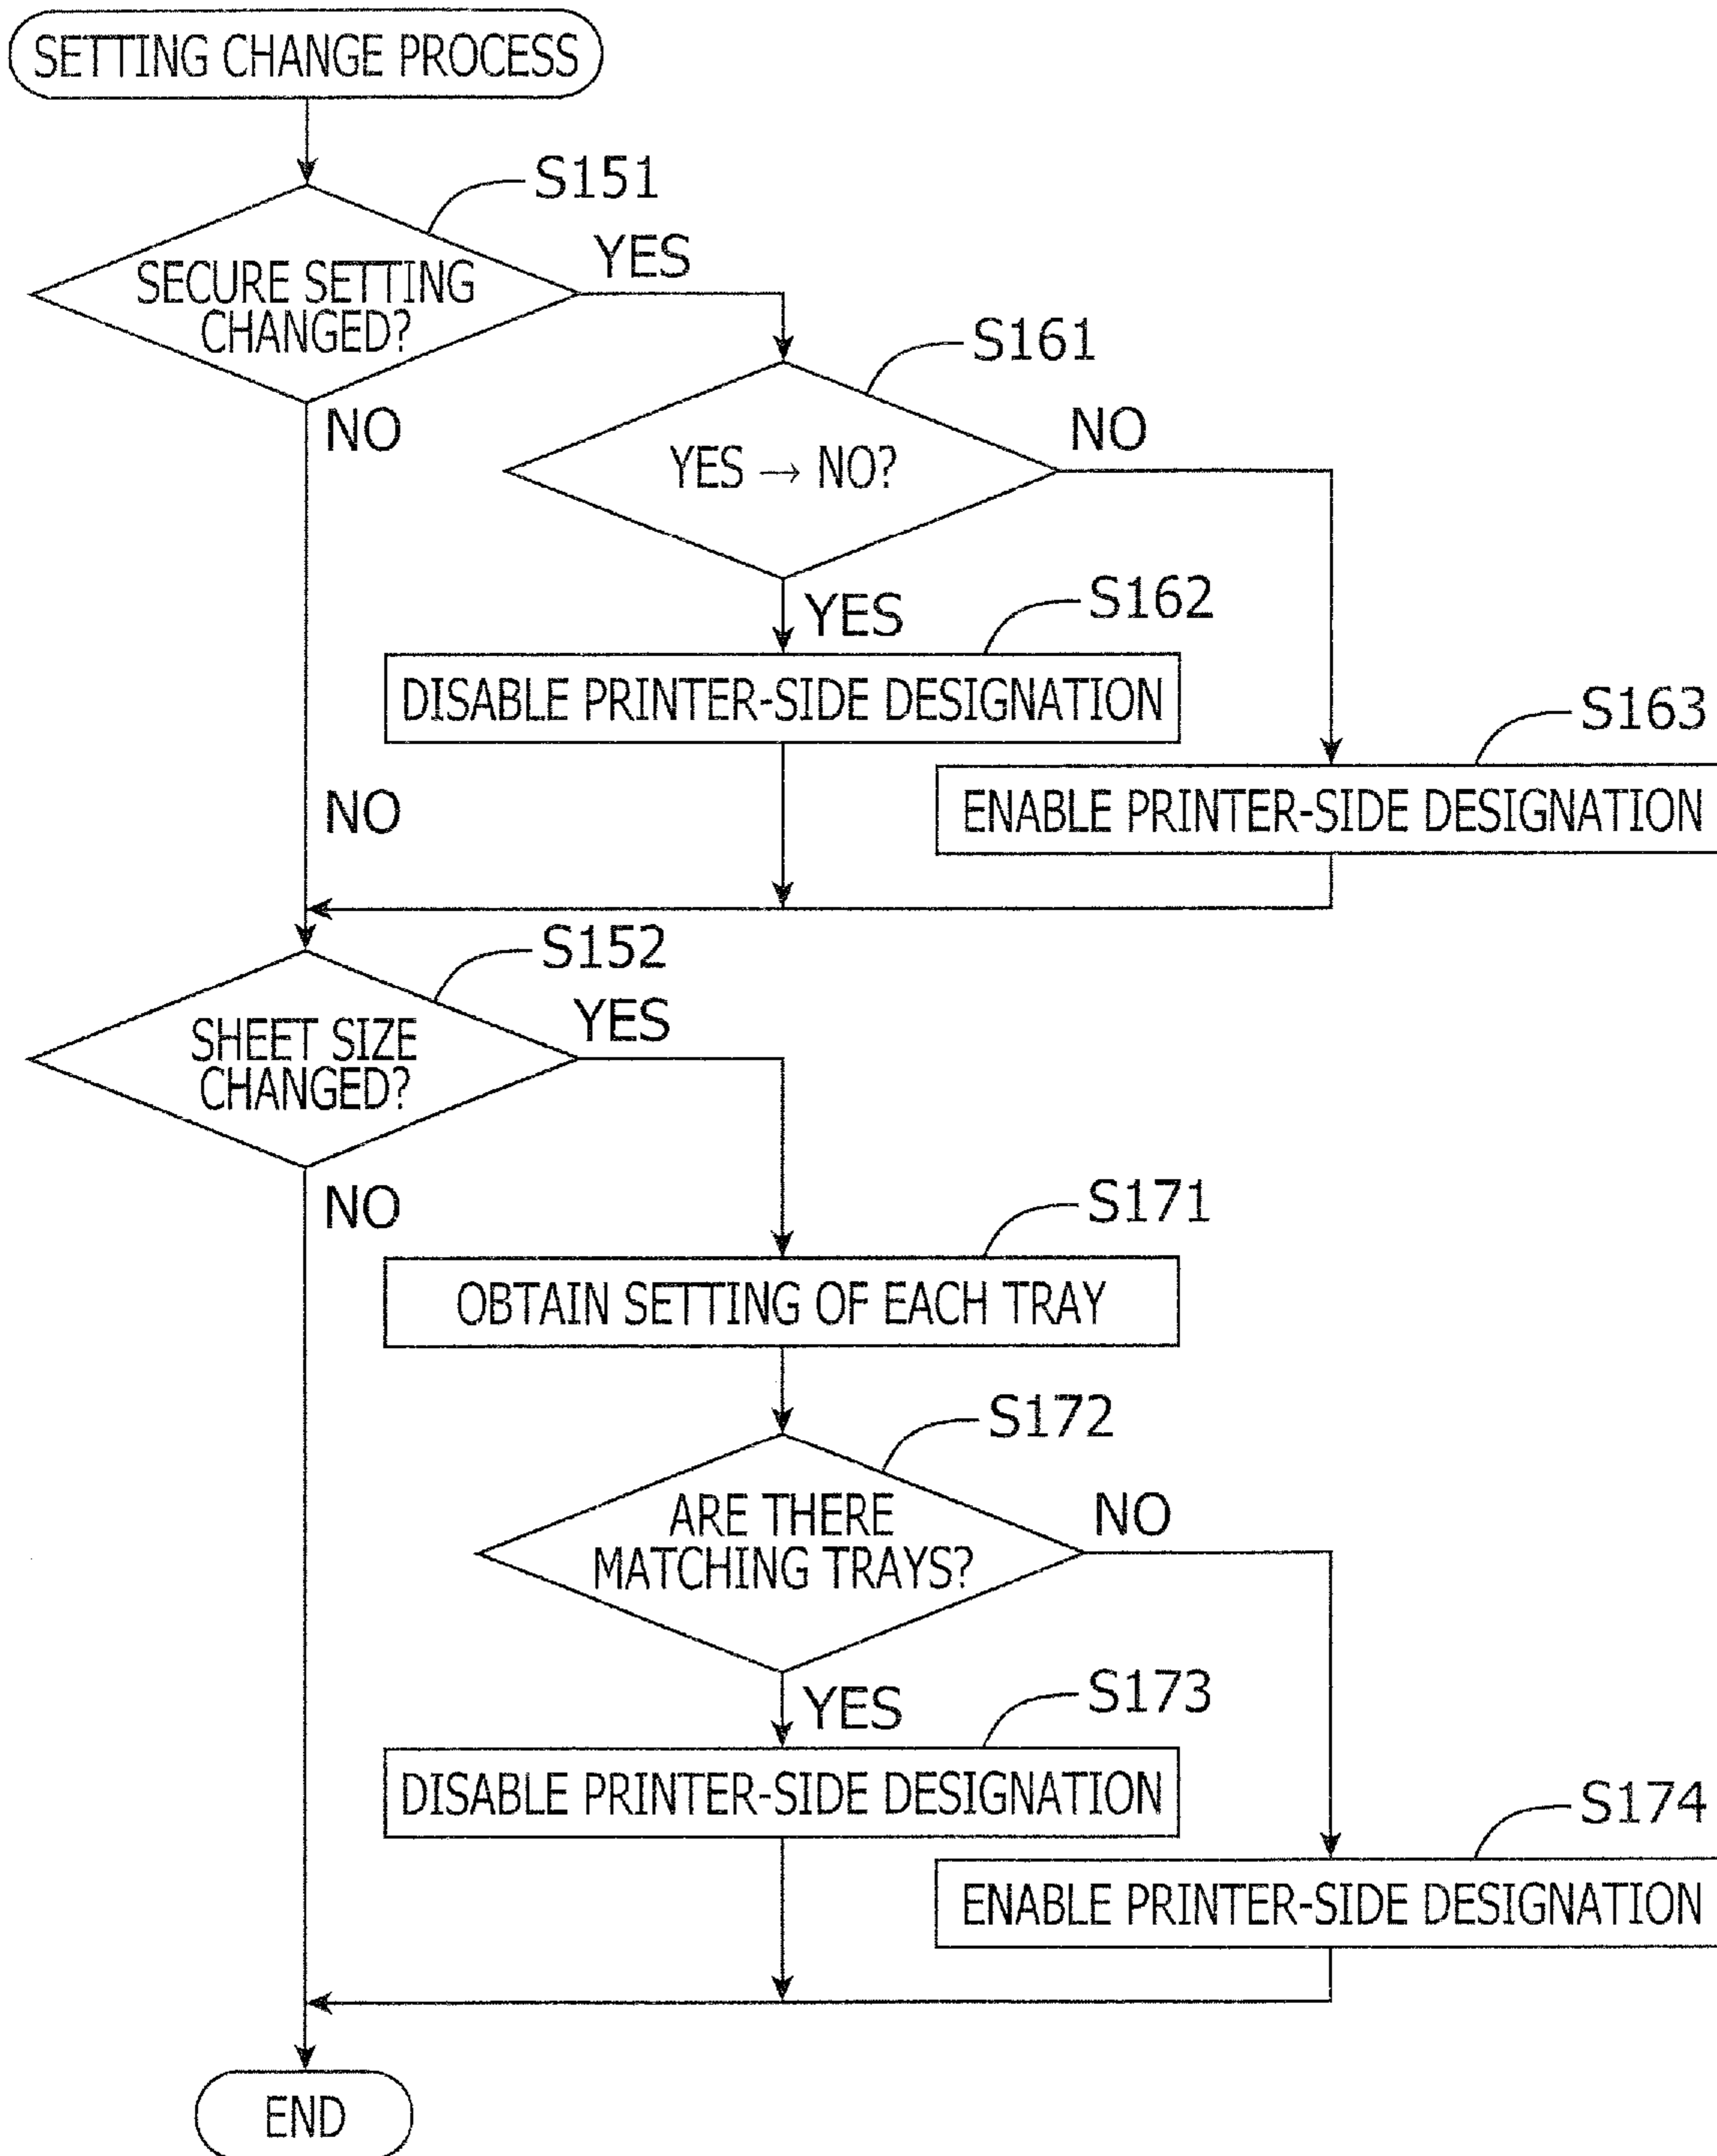 SETTING CHANGE PROCESS
S151
SECURE SETTING
CHANGED?
YES
NO
S161
YES → NO?
NO
YES
S162
DISABLE PRINTER-SIDE DESIGNATION
S163
ENABLE PRINTER-SIDE DESIGNATION
NO
S152
SHEET SIZE
CHANGED?
YES
NO
S171
OBTAIN SETTING OF EACH TRAY
S172
ARE THERE
MATCHING TRAYS?
NO
YES
S173
DISABLE PRINTER-SIDE DESIGNATION
S174
ENABLE PRINTER-SIDE DESIGNATION
END